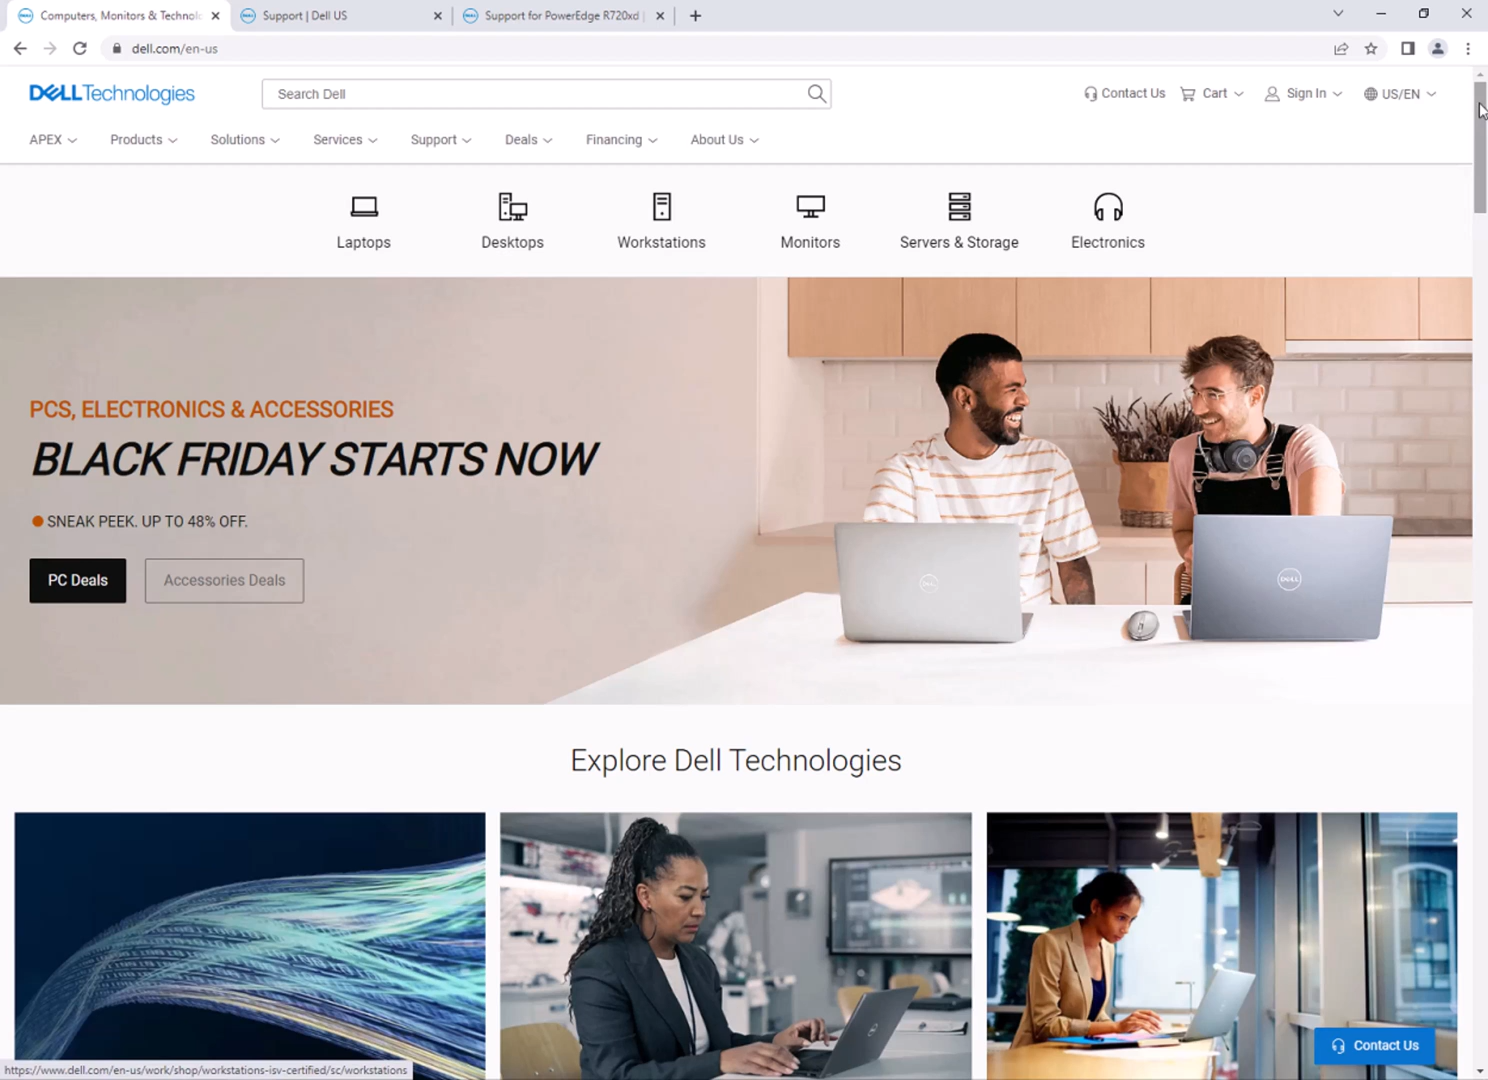 Computers, Monitors & Technol
Support | Dell US
Support for PowerEdge R720xd |
dell.com/en-us
DELLTechnologies
Search Dell
Contact Us
Cart
Sign In
US/EN
APEX
Products
Solutions
Services
Support
Deals
Financing
About Us
Laptops
Desktops
Workstations
Monitors
Servers & Storage
Electronics
PCS, ELECTRONICS & ACCESSORIES
BLACK FRIDAY STARTS NOW
SNEAK PEEK. UP TO 48% OFF.
PC Deals
Accessories Deals
DELL
DELL
Explore Dell Technologies
Contact Us
https://www.dell.com/en-us/work/shop/workstations-isv-certified/sc/workstations